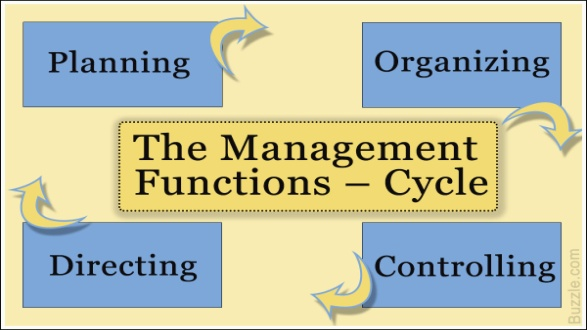 Planning
Organizing
The Management
Functions – Cycle
Directing
Controlling
Buzzle.com